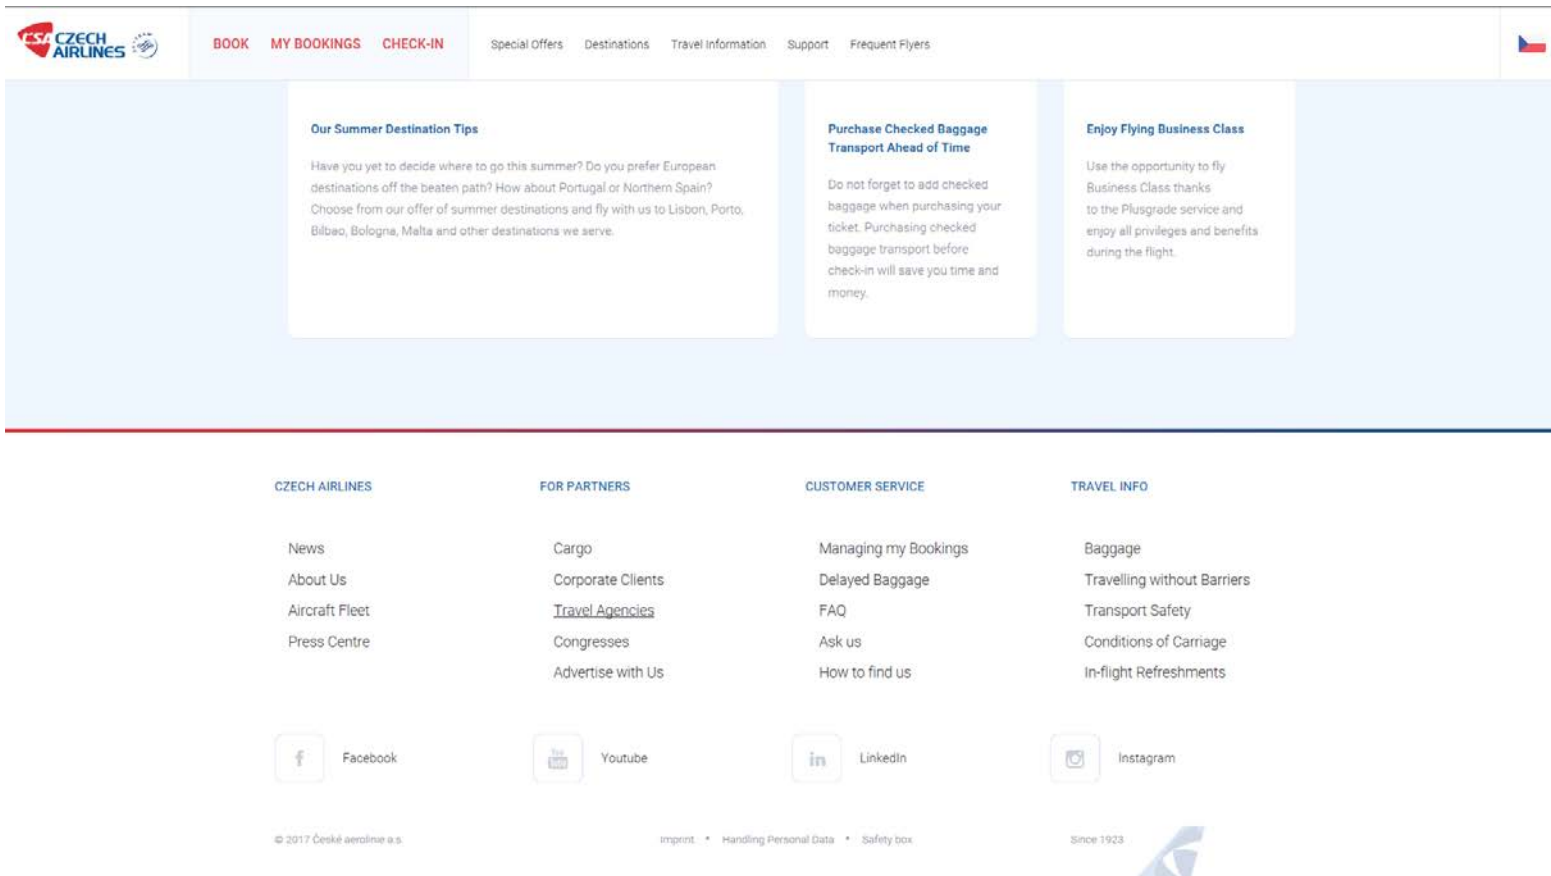 CSA CZECH
AIRLINES
BOOK MY BOOKINGS CHECK-IN Special Offers Destinations Travel Information Support Frequent Flyers
Our Summer Destination Tips
Have you yet to decide where to go this summer? Do you prefer European
destinations off the beaten path? How about Portugal or Northern Spain?
Choose from our offer of summer destinations and fly with us to Lisbon, Porto,
Bilbao, Bologna, Malta and other destinations we serve.
Purchase Checked Baggage
Transport Ahead of Time
Do not forget to add checked
baggage when purchasing your
ticket. Purchasing checked
baggage transport before
check-in will save you time and
money.
Enjoy Flying Business Class
Use the opportunity to fly
Business Class thanks
to the Plusgrade service and
enjoy all privileges and benefits
during the flight.
CZECH AIRLINES
News
About Us
Aircraft Fleet
Press Centre
FOR PARTNERS
Cargo
Corporate Clients
Travel Agencies
Congresses
Advertise with Us
CUSTOMER SERVICE
Managing my Bookings
Delayed Baggage
FAQ
Ask us
How to find us
TRAVEL INFO
Baggage
Travelling without Barriers
Transport Safety
Conditions of Carriage
In-flight Refreshments
f Facebook
You Tube Youtube
in LinkedIn
Instagram
© 2017 České aerolinie a.s.
Imprint • Handling Personal Data • Safety box
Since 1923